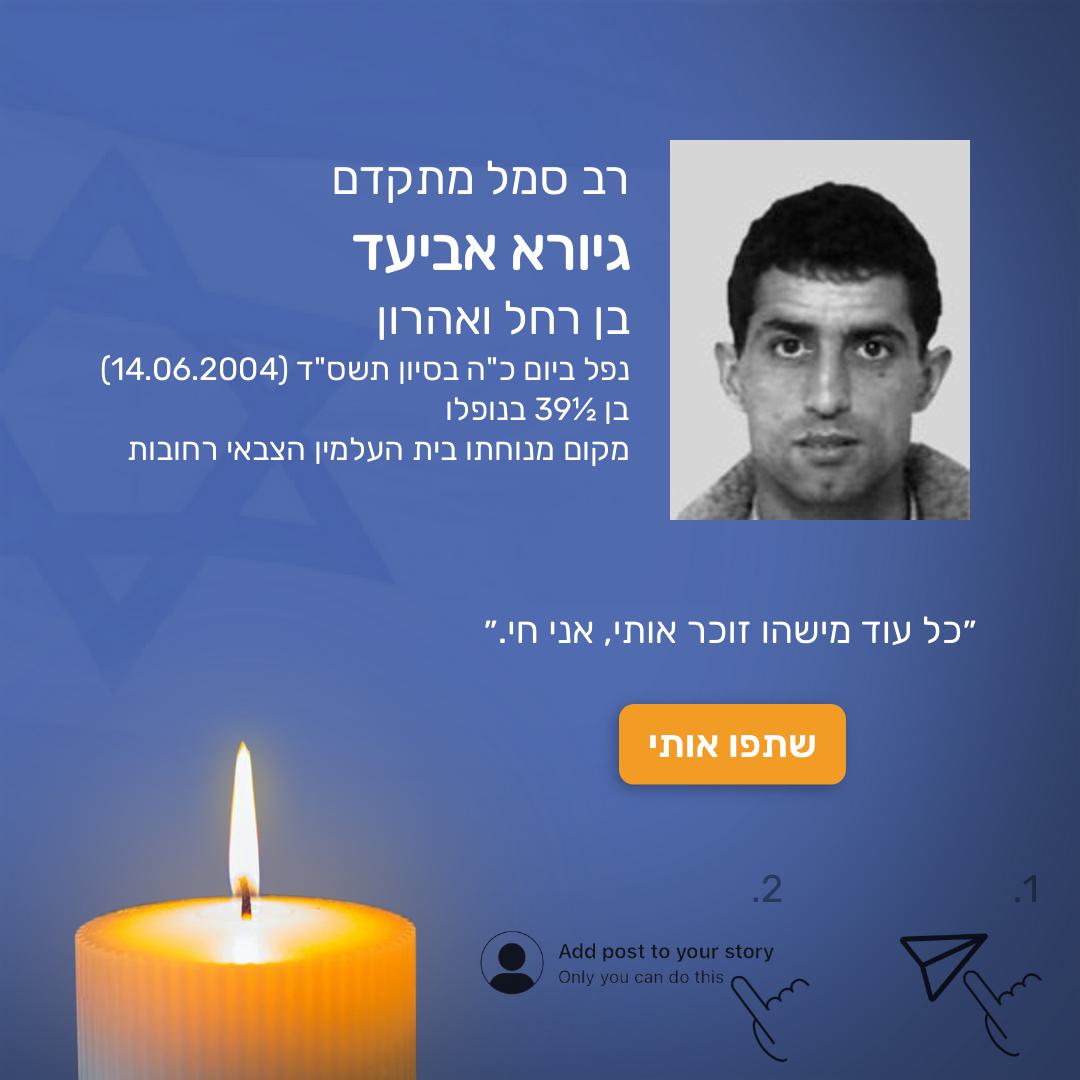 רב סמל מתקדם
גיורא אביעד
בן רחל ואהרון
נפל ביום כ"ה בסיון תשס"ד (14.06.2004)
בן 39½ בנופלו
מקום מנוחתו בית העלמין הצבאי רחובות
״כל עוד מישהו זוכר אותי, אני חי.״
שתפו אותי
1.
2.
Add post to your story
Only you can do this